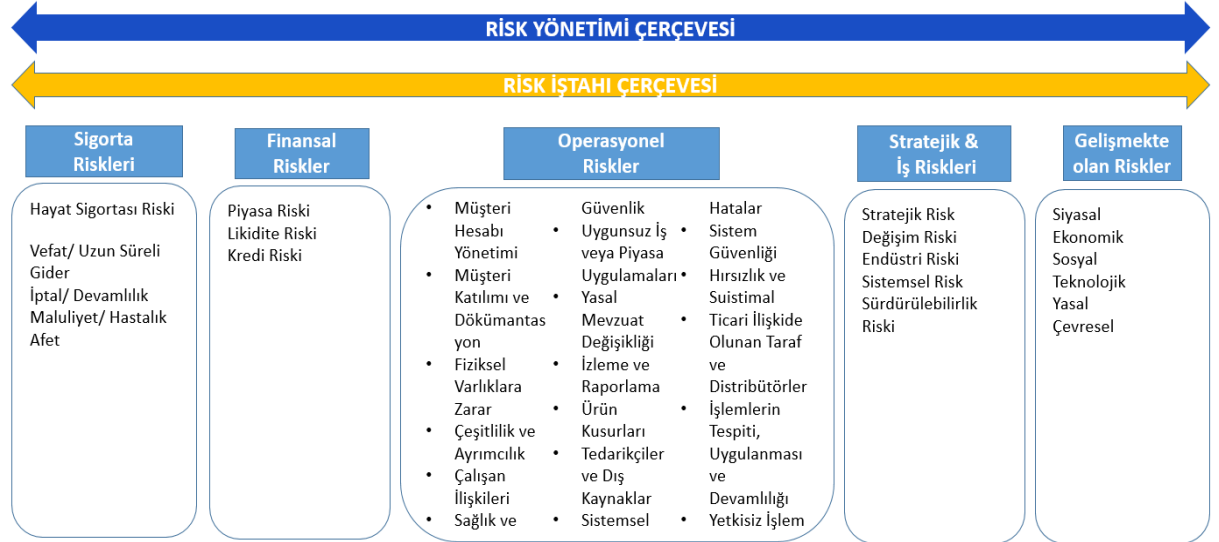 RİSK YÖNETİMİ ÇERÇEVESİ
RİSK İŞTAHI ÇERÇEVESİ
Sigorta
Riskleri
Hayat Sigortası Riski
Vefat/ Uzun Süreli
Gider
İptal/ Devamlılık
Maluliyet/ Hastalık
Afet
Finansal
Riskler
Piyasa Riski
Likidite Riski
Kredi Riski
Operasyonel
Riskler
• Müşteri
Hesabı
Yönetimi
• Müşteri
Katılımı ve
Dökümantas
yon
• Fiziksel
Varlıklara
Zarar
• Çeşitlilik ve
Ayrımcılık
• Çalışan
İlişkileri
• Sağlık ve
Güvenlik
• Uygunsuz İş
veya Piyasa
Uygulamaları
• Yasal
Mevzuat
Değişikliği
• İzleme ve
Raporlama
• Ürün
Kusurları
• Tedarikçiler
ve Dış
Kaynaklar
• Sistemsel
Hatalar
• Sistem
Güvenliği
• Hırsızlık ve
Suistimal
• Ticari İlişkide
Olunan Taraf
ve
Distribütörler
• İşlemlerin
Tespiti,
Uygulanması
ve
Devamlılığı
• Yetkisiz İşlem
Stratejik &
İş Riskleri
Stratejik Risk
Değişim Riski
Endüstri Riski
Sistemsel Risk
Sürdürülebilirlik
Riski
Gelişmekte
olan Riskler
Siyasal
Ekonomik
Sosyal
Teknolojik
Yasal
Çevresel